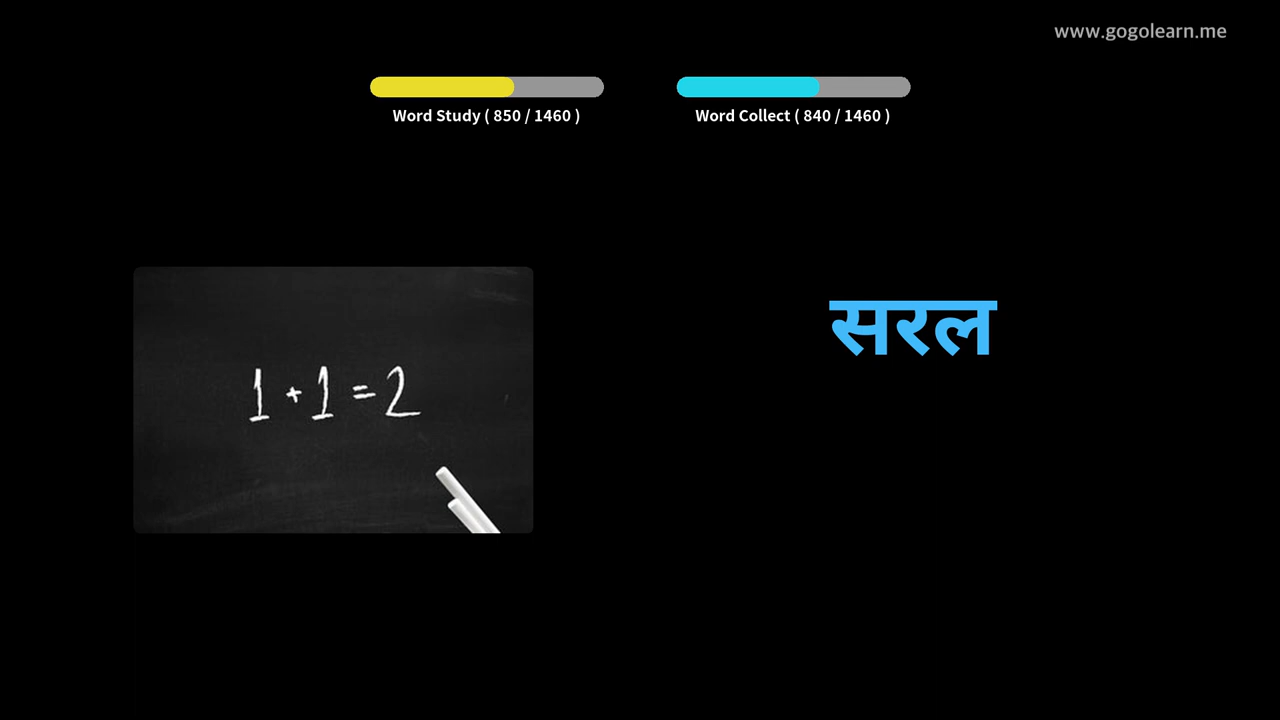 www.gogolearn.me
Word Study ( 850 / 1460 )
Word Collect ( 840 / 1460 )
सरल
1 + 1 = 2